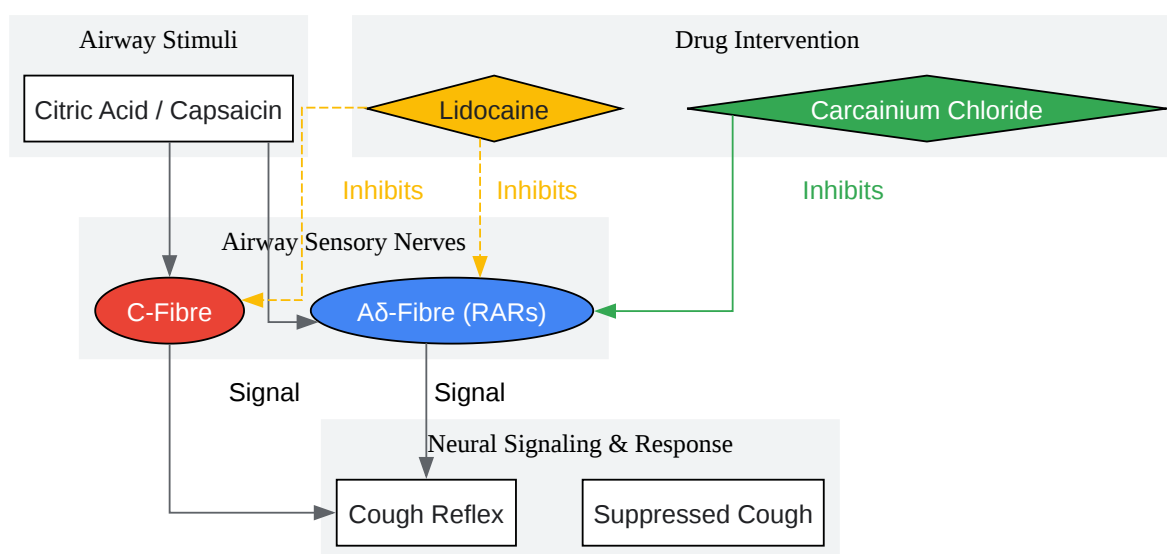 Airway Stimuli
Drug Intervention
Citric Acid / Capsaicin
Lidocaine
Carcainium Chloride
Inhibits
Inhibits
Inhibits
Airway Sensory Nerves
C-Fibre
Aδ-Fibre (RARs)
Signal
Signal
Neural Signaling & Response
Cough Reflex
Suppressed Cough